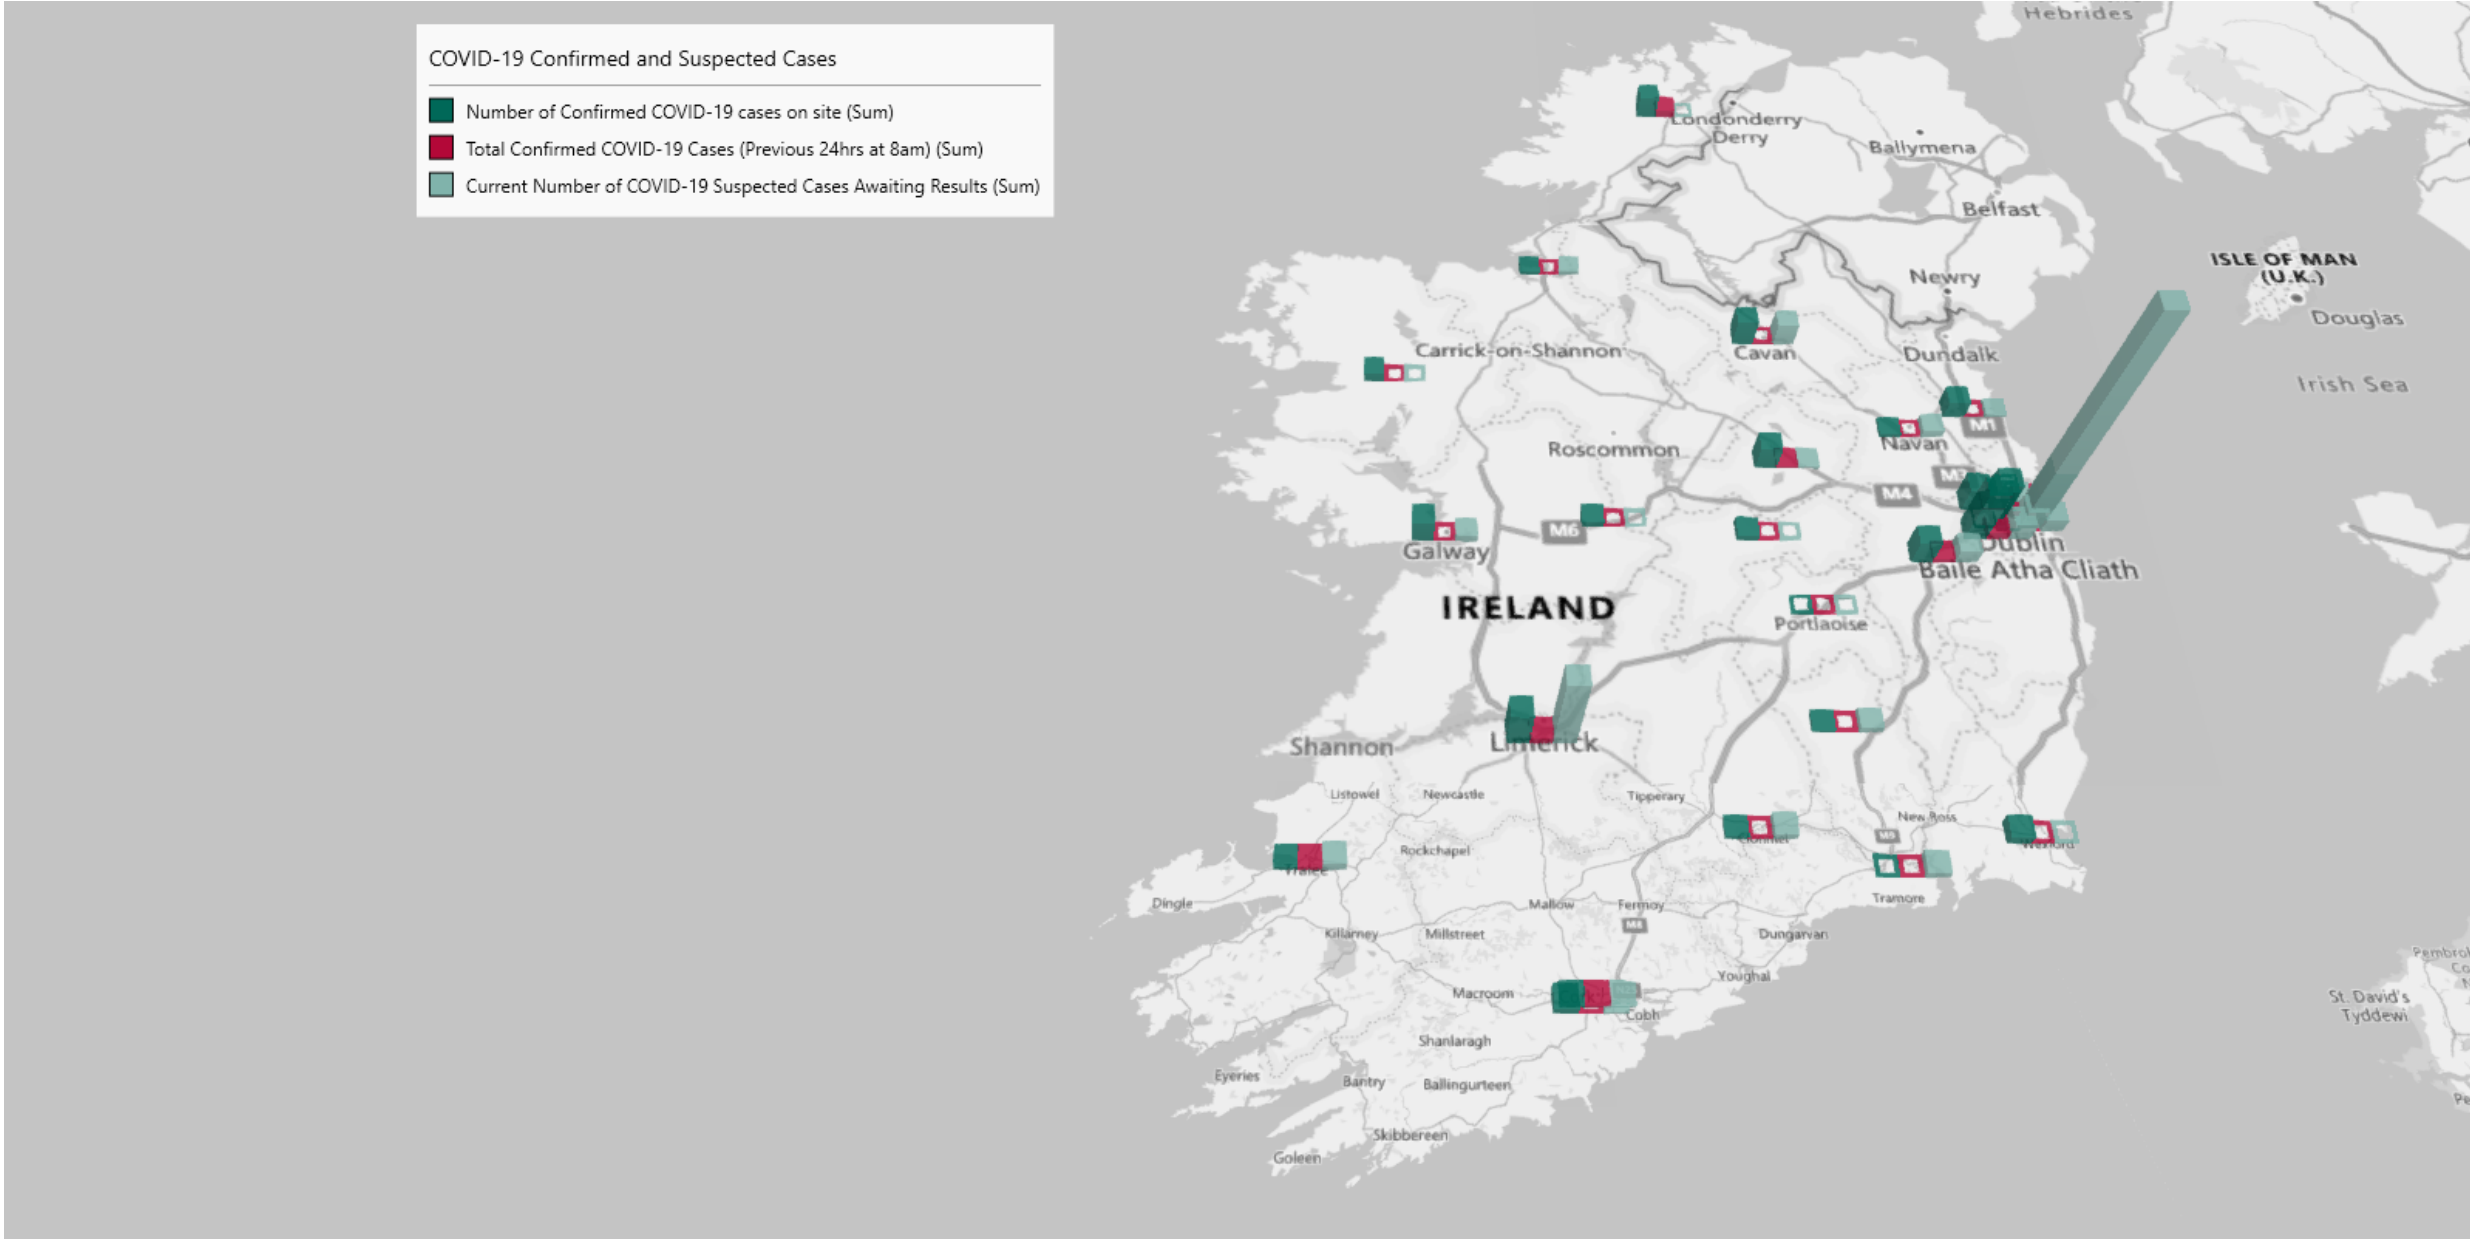 COVID-19 Confirmed and Suspected Cases
Number of Confirmed COVID-19 cases on site (Sum)
Total Confirmed COVID-19 Cases (Previous 24hrs at 8am) (Sum)
Current Number of COVID-19 Suspected Cases Awaiting Results (Sum)
Hebrides
Londonderry
Derry
Ballymena
Belfast
ISLE OF MAN
(U.K.)
Newry
Douglas
Carrick-on-Shannon
Cavan
Dundalk
Irish Sea
M1
Navan
Roscommon
M4
M6
Galway
Dublin
Baile Atha Cliath
IRELAND
Portlaoise
Limerick
Shannon
Listowel
Newcastle
Tipperary
New Ross
Clonmel
Wexford
Rockchapel
Tralee
Tramore
Dingle
Mallow
Fermoy
M8
Killarney
Millstreet
Dungarvan
Youghal
Macroom
Cobh
St. David's
Tyddewi
Shanlaragh
Eyeries
Bantry
Ballingurteen
Skibbereen
Goleen